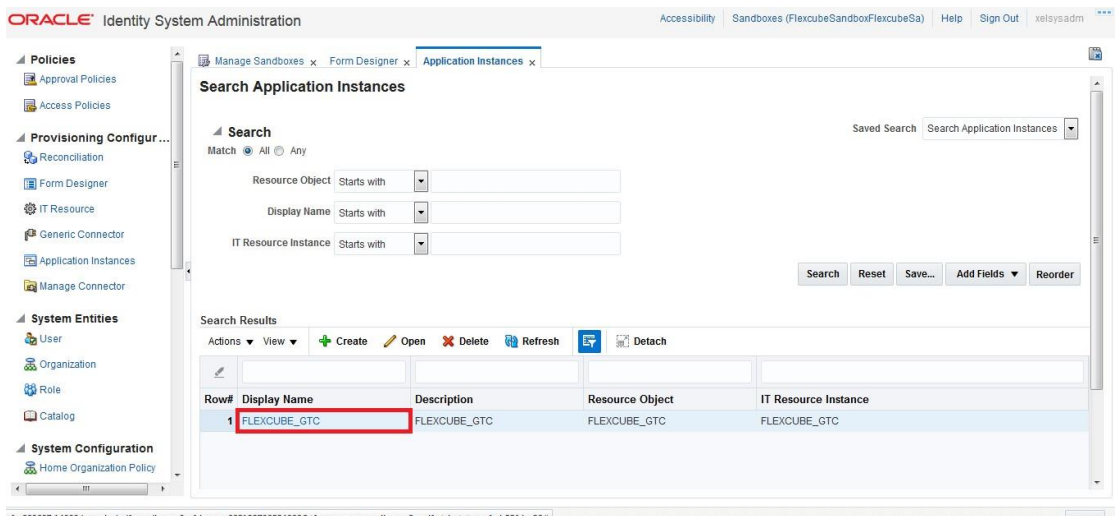 ORACLE Identity System Administration
Accessibility Sandboxes (FlexcubeSandboxFlexcubeSa) Help Sign Out xelsysadm
Policies
Approval Policies
Access Policies
Provisioning Configur...
Reconciliation
Form Designer
IT Resource
Generic Connector
Application Instances
Manage Connector
System Entities
User
Organization
Role
Catalog
System Configuration
Home Organization Policy
Manage Sandboxes x Form Designer x Application Instances x
Search Application Instances
Search
Saved Search Search Application Instances
Match All Any
Resource Object Starts with
Display Name Starts with
IT Resource Instance Starts with
Search Reset Save... Add Fields Reorder
Search Results
Actions View Create Open Delete Refresh Detach
Row# Display Name Description Resource Object IT Resource Instance
1 FLEXCUBE_GTC FLEXCUBE_GTC FLEXCUBE_GTC FLEXCUBE_GTC